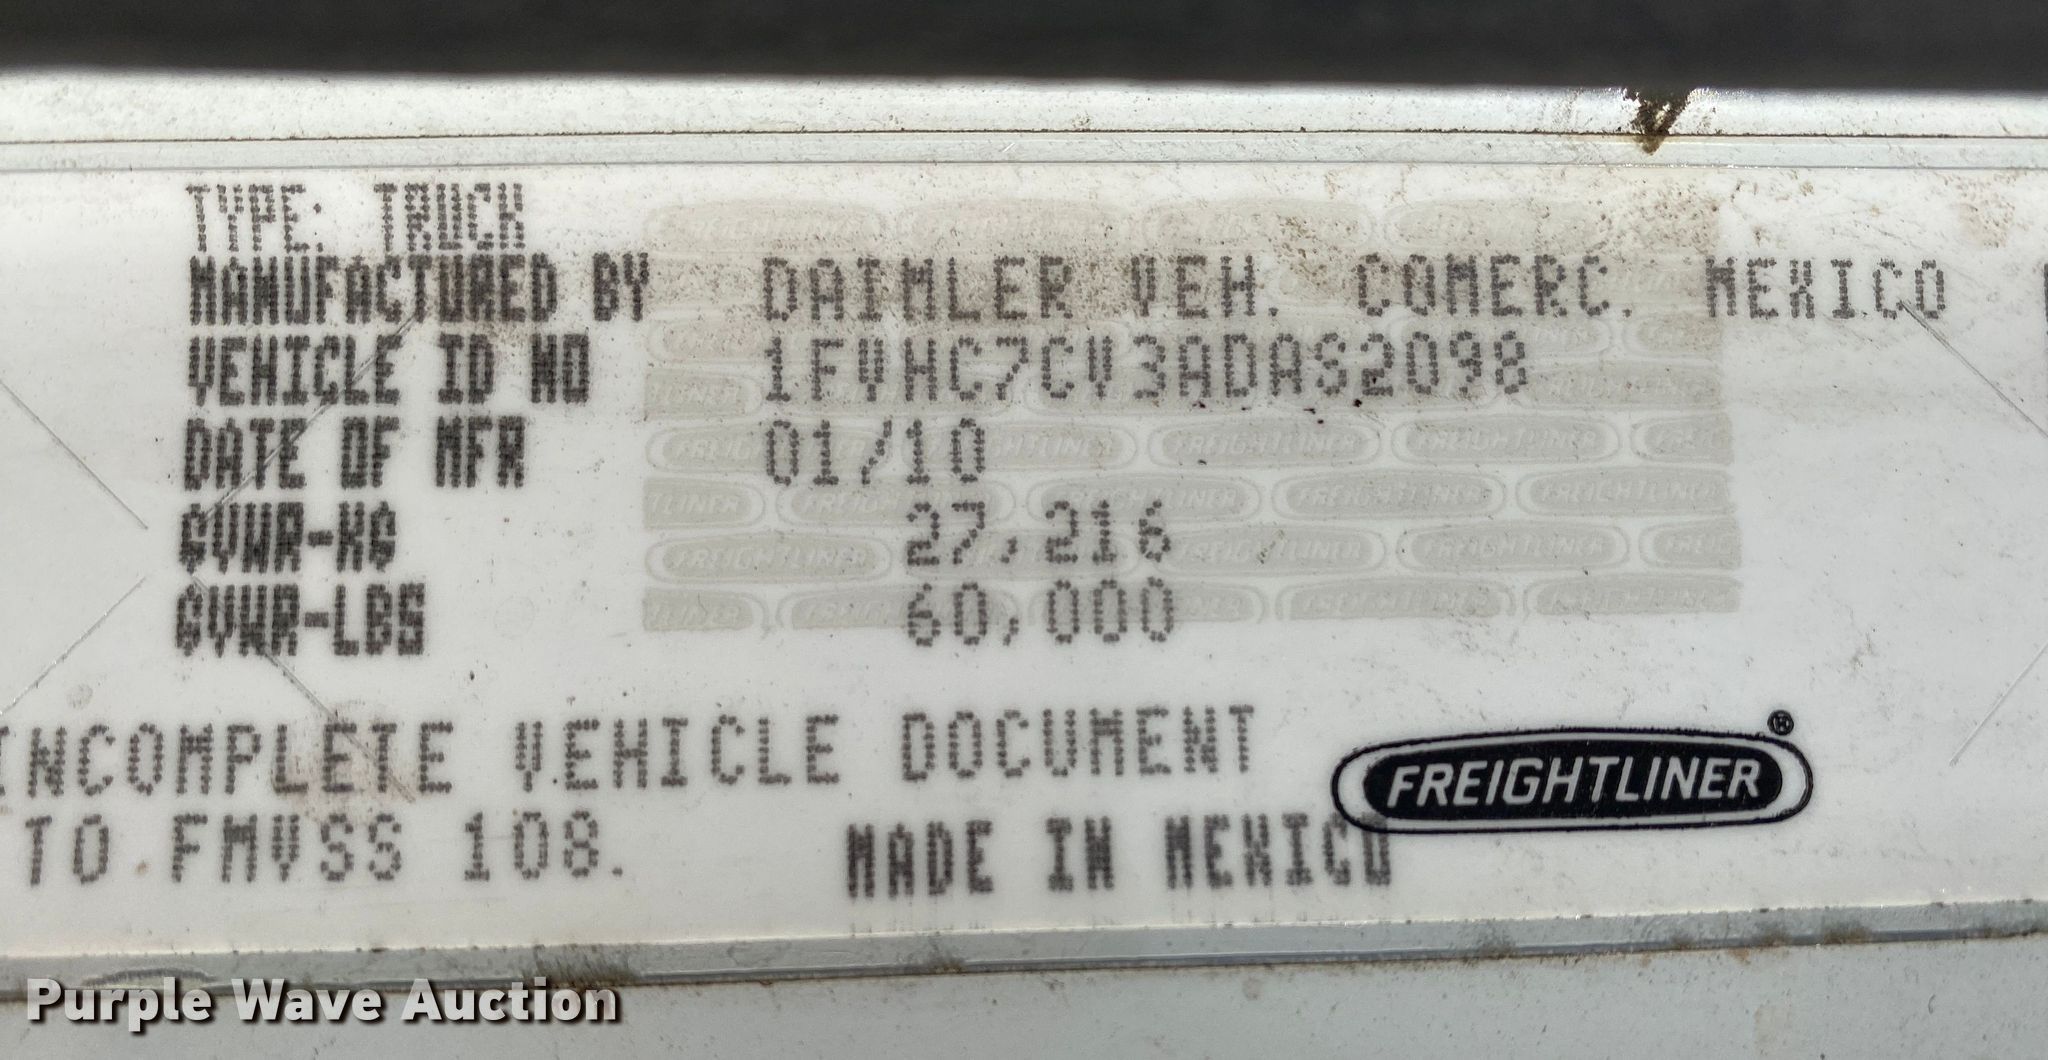 TYPE: TRUCK
MANUFACTURED BY DAIMLER VEH. COMERC. MEXICO
VEHICLE ID NO 1FVHC7CV3ADAS2098
DATE OF MFR 01/10
GVWR-KG 27,216
GVWR-LBS 60,000
INCOMPLETE VEHICLE DOCUMENT
TO FMVSS 108.
MADE IN MEXICO
FREIGHTLINER®
Purple Wave Auction